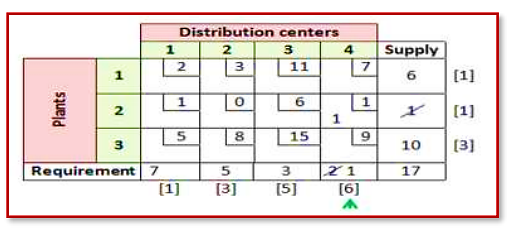 Distribution centers
1 2 3 4 Supply
Plants
1 2 3 11 7 6 [1]
2 1 0 6 1 1 1 [1]
3 5 8 15 9 10 [3]
Requirement 7 5 3 2 1 17
[1] [3] [5] [6]